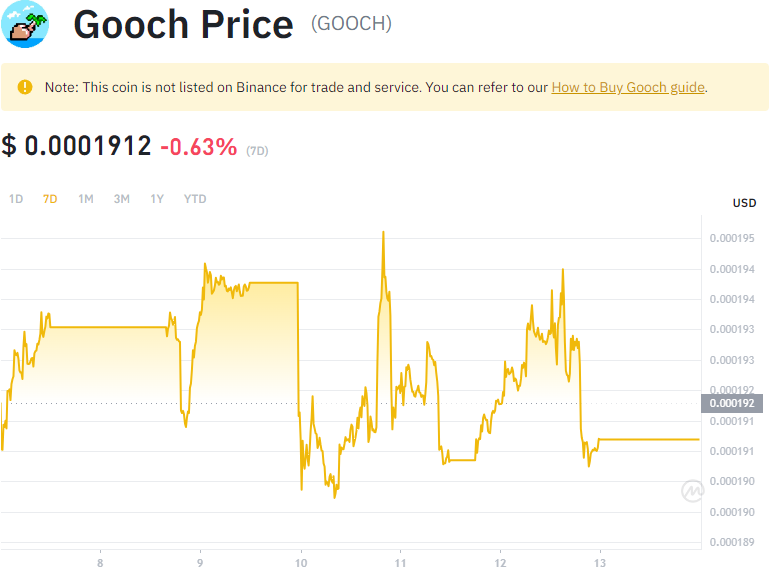 Gooch Price (GOOCH)
Note: This coin is not listed on Binance for trade and service. You can refer to our How to Buy Gooch guide.
$ 0.0001912 -0.63% (7D)
1D 7D 1M 3M 1Y YTD
USD
0.000195
0.000194
0.000194
0.000193
0.000193
0.000192
0.000192
0.000191
0.000191
0.000190
0.000190
0.000189
8 9 10 11 12 13